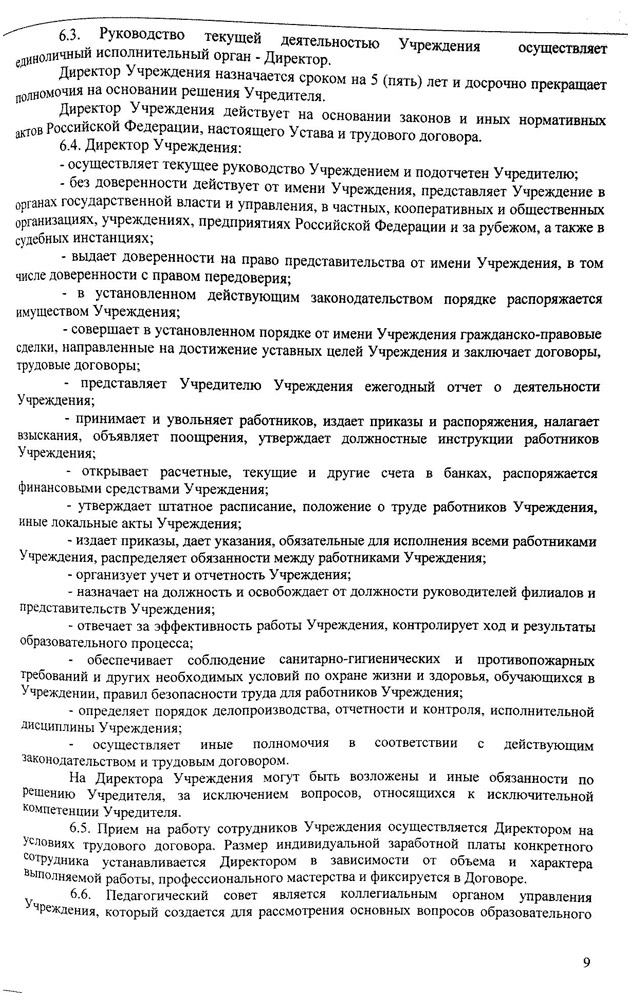 6.3. Руководство текущей деятельностью Учреждения осуществляет
единоличный исполнительный орган - Директор.
Директор Учреждения назначается сроком на 5 (пять) лет и досрочно прекращает
полномочия на основании решения Учредителя.
Директор Учреждения действует на основании законов и иных нормативных
актов Российской Федерации, настоящего Устава и трудового договора.
6.4. Директор Учреждения:
- осуществляет текущее руководство Учреждением и подотчетен Учредителю;
- без доверенности действует от имени Учреждения, представляет Учреждение в
органах государственной власти и управления, в частных, кооперативных и общественных
организациях, учреждениях, предприятиях Российской Федерации и за рубежом, а также в
судебных инстанциях;
- выдает доверенности на право представительства от имени Учреждения, в том
числе доверенности с правом передоверия;
- в установленном действующим законодательством порядке распоряжается
имуществом Учреждения;
- совершает в установленном порядке от имени Учреждения гражданско-правовые
сделки, направленные на достижение уставных целей Учреждения и заключает договоры,
трудовые договоры;
- представляет Учредителю Учреждения ежегодный отчет о деятельности
Учреждения;
- принимает и увольняет работников, издает приказы и распоряжения, налагает
взыскания, объявляет поощрения, утверждает должностные инструкции работников
Учреждения;
- открывает расчетные, текущие и другие счета в банках, распоряжается
финансовыми средствами Учреждения;
- утверждает штатное расписание, положение о труде работников Учреждения,
иные локальные акты Учреждения;
- издает приказы, дает указания, обязательные для исполнения всеми работниками
Учреждения, распределяет обязанности между работниками Учреждения;
- организует учет и отчетность Учреждения;
- назначает на должность и освобождает от должности руководителей филиалов и
представительств Учреждения;
- отвечает за эффективность работы Учреждения, контролирует ход и результаты
образовательного процесса;
- обеспечивает соблюдение санитарно-гигиенических и противопожарных
требований и других необходимых условий по охране жизни и здоровья, обучающихся в
Учреждении, правил безопасности труда для работников Учреждения;
- определяет порядок делопроизводства, отчетности и контроля, исполнительной
дисциплины Учреждения;
- осуществляет иные полномочия в соответствии с действующим
законодательством и трудовым договором.
На Директора Учреждения могут быть возложены и иные обязанности по
решению Учредителя, за исключением вопросов, относящихся к исключительной
компетенции Учредителя.
6.5. Прием на работу сотрудников Учреждения осуществляется Директором на
условиях трудового договора. Размер индивидуальной заработной платы конкретного
сотрудника устанавливается Директором в зависимости от объема и характера
выполняемой работы, профессионального мастерства и фиксируется в Договоре.
6.6. Педагогический совет является коллегиальным органом управления
Учреждения, который создается для рассмотрения основных вопросов образовательного
9